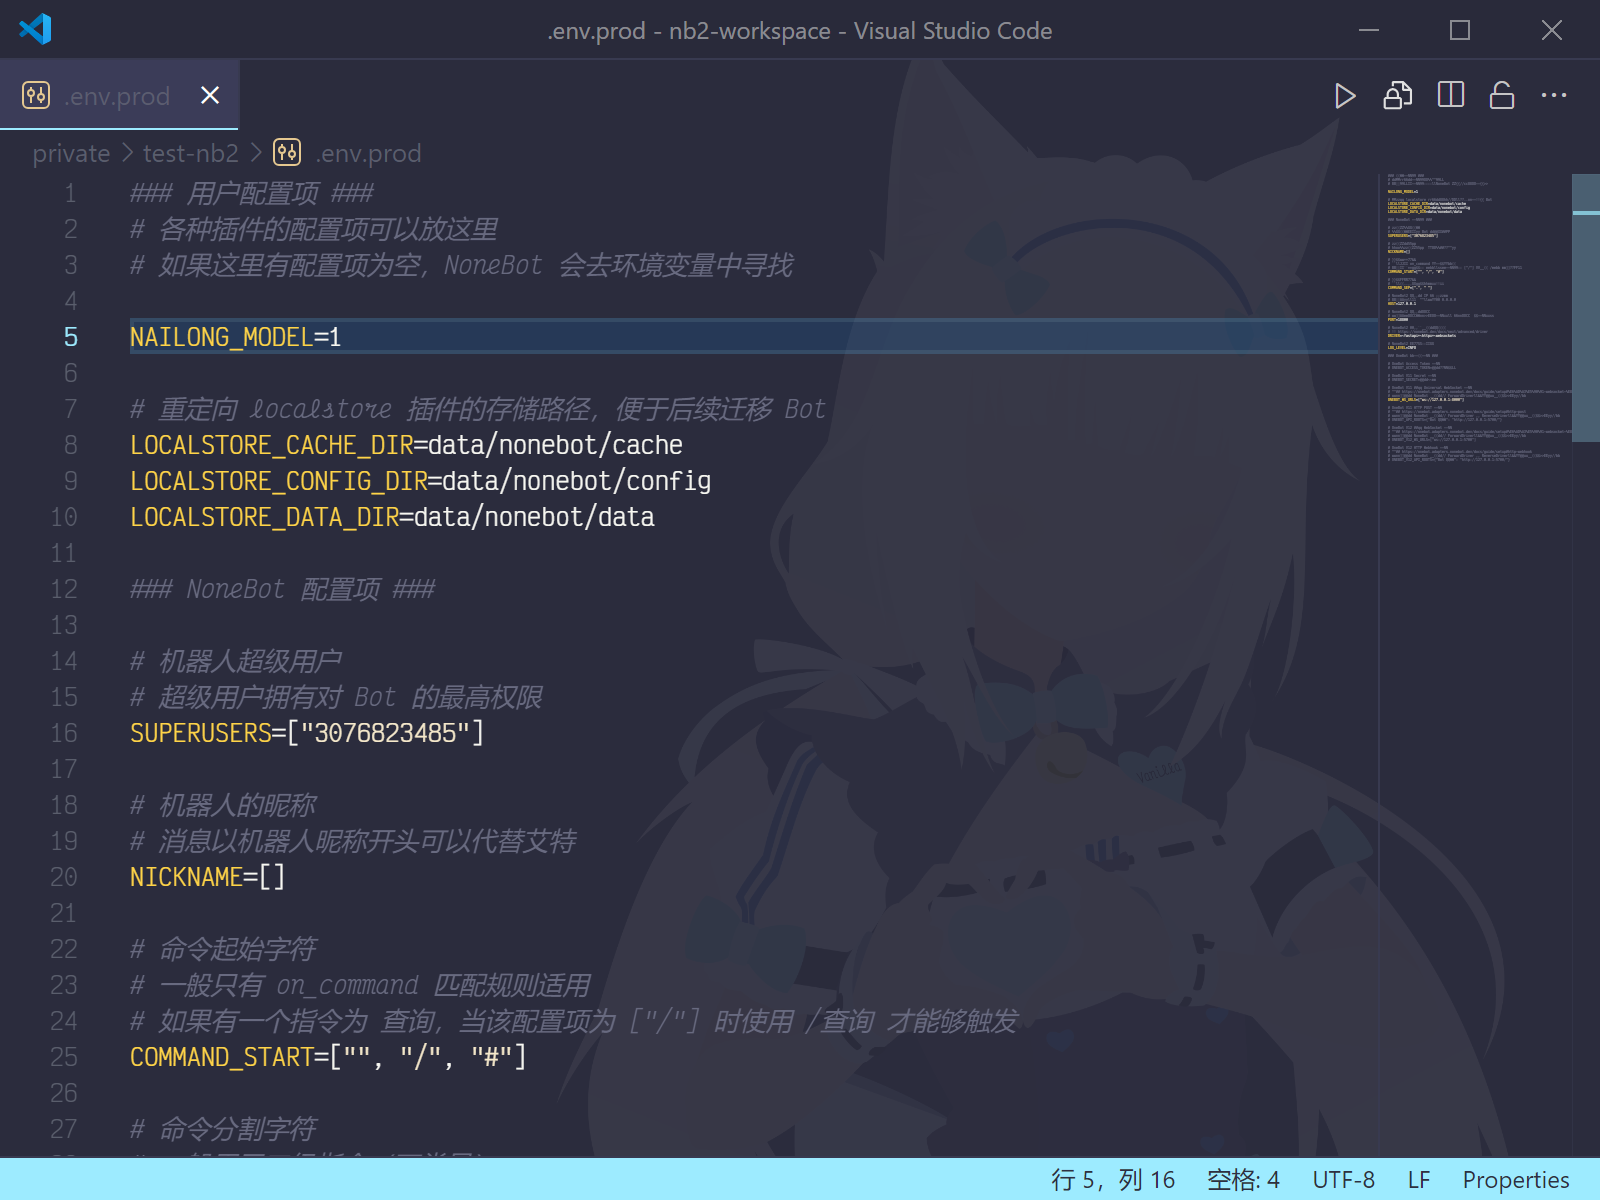 .env.prod - nb2-workspace - Visual Studio Code
.env.prod
private > test-nb2 > .env.prod
1 ### 用户配置项 ###
2 # 各种插件的配置项可以放这里
3 # 如果这里有配置项为空，NoneBot 会去环境变量中寻找
4
5 NAILONG_MODEL=1
6
7 # 重定向 localstore 插件的存储路径，便于后续迁移 Bot
8 LOCALSTORE_CACHE_DIR=data/nonebot/cache
9 LOCALSTORE_CONFIG_DIR=data/nonebot/config
10 LOCALSTORE_DATA_DIR=data/nonebot/data
11
12 ### NoneBot 配置项 ###
13
14 # 机器人超级用户
15 # 超级用户拥有对 Bot 的最高权限
16 SUPERUSERS=["3076823485"]
17
18 # 机器人的昵称
19 # 消息以机器人昵称开头可以代替艾特
20 NICKNAME=[]
21
22 # 命令起始字符
23 # 一般只有 on_command 匹配规则适用
24 # 如果有一个指令为 查询，当该配置项为 ["/"] 时使用 /查询 才能够触发
25 COMMAND_START=["", "/", "#"]
26
27 # 命令分割字符
Vanilla
行 5，列 16 空格: 4 UTF-8 LF Properties